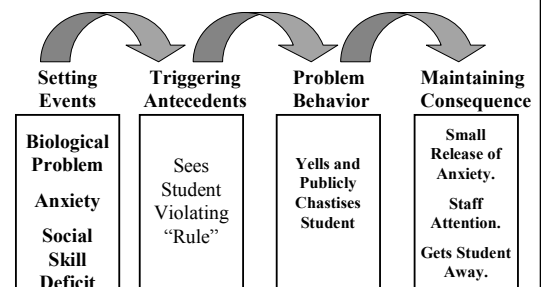 Setting
Events
Triggering
Antecedents
Problem
Behavior
Maintaining
Consequence
Biological
Problem
Anxiety
Social
Skill
Deficit
Sees
Student
Violating
“Rule”
Yells and
Publicly
Chastises
Student
Small
Release of
Anxiety.
Staff
Attention.
Gets Student
Away.